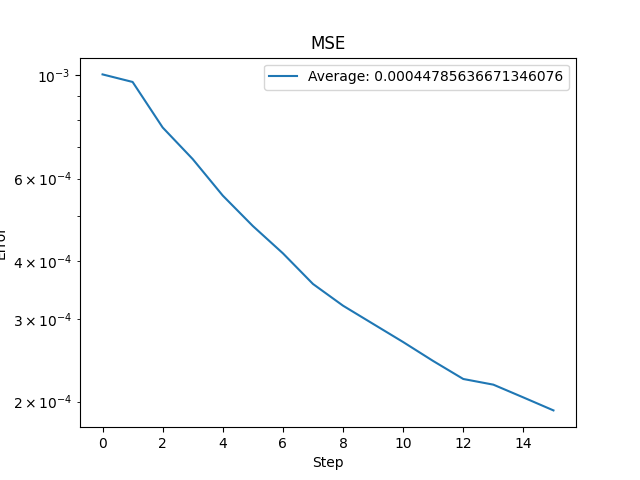 MSE
Average: 0.00044785636671346076
10⁻³
6 × 10⁻⁴
4 × 10⁻⁴
3 × 10⁻⁴
2 × 10⁻⁴
Error
0 2 4 6 8 10 12 14
Step